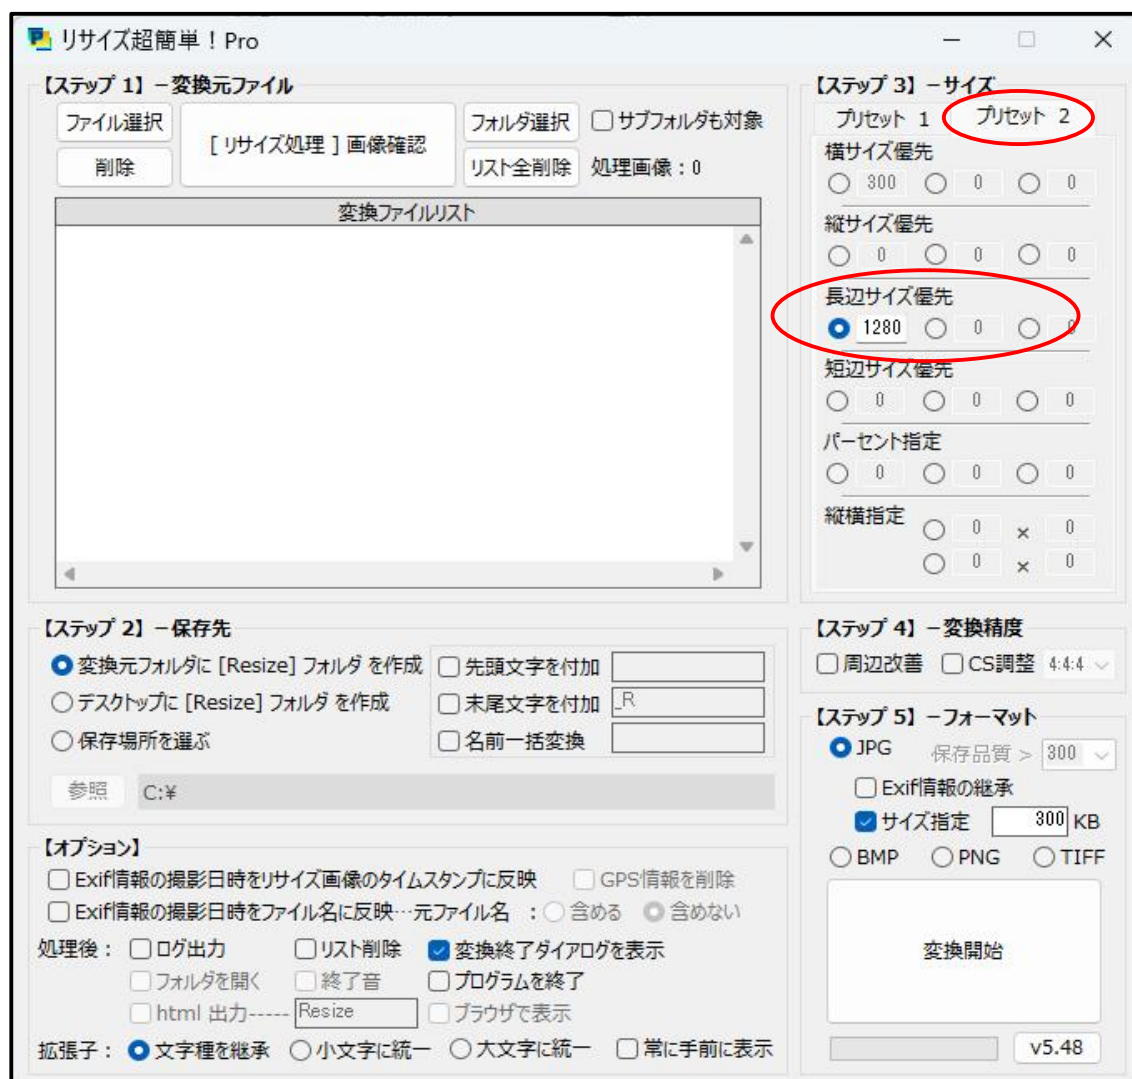 リサイズ超簡単！Pro
【ステップ 1】－変換元ファイル
ファイル選択
[ リサイズ処理 ] 画像確認
フォルダ選択
サブフォルダも対象
削除
リスト全削除
処理画像：0
変換ファイルリスト
【ステップ 2】－保存先
変換元フォルダに [Resize] フォルダ を作成
デスクトップに [Resize] フォルダ を作成
保存場所を選ぶ
先頭文字を付加
末尾文字を付加 _R
名前一括変換
参照 C:¥
【オプション】
Exif情報の撮影日時をリサイズ画像のタイムスタンプに反映 GPS情報を削除
Exif情報の撮影日時をファイル名に反映…元ファイル名 ：含める 含めない
処理後： ログ出力 リスト削除 変換終了ダイアログを表示
フォルダを開く 終了音 プログラムを終了
html 出力----- Resize ブラウザで表示
拡張子： 文字種を継承 小文字に統一 大文字に統一 常に手前に表示
【ステップ 3】－サイズ
プリセット 1 プリセット 2
横サイズ優先
300 0 0
縦サイズ優先
0 0 0
長辺サイズ優先
1280 0 0
短辺サイズ優先
0 0 0
パーセント指定
0 0 0
縦横指定 0 × 0
0 × 0
【ステップ 4】－変換精度
周辺改善 CS調整 4:4:4
【ステップ 5】－フォーマット
JPG 保存品質 > 300
Exif情報の継承
サイズ指定 300 KB
BMP PNG TIFF
変換開始
v5.48